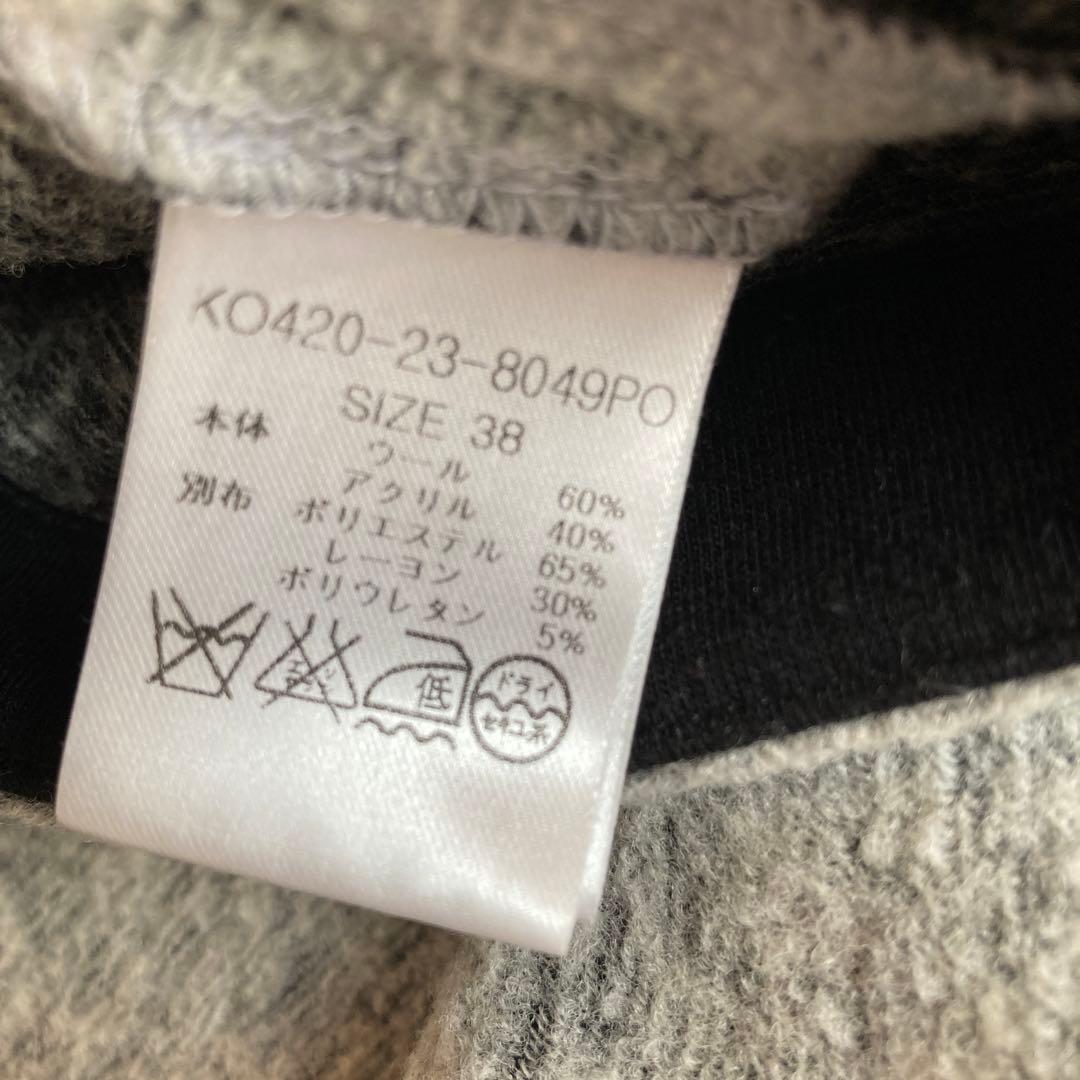 KO420-23-8049PO
SIZE 38
本体 ウール 60%
アクリル 40%
別布 ポリエステル 65%
レーヨン 30%
ポリウレタン 5%
低
ドライ
セキユ系